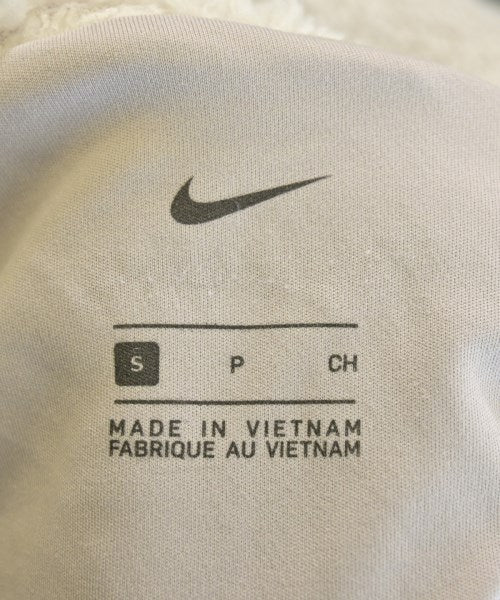 S P CH
MADE IN VIETNAM
FABRIQUE AU VIETNAM